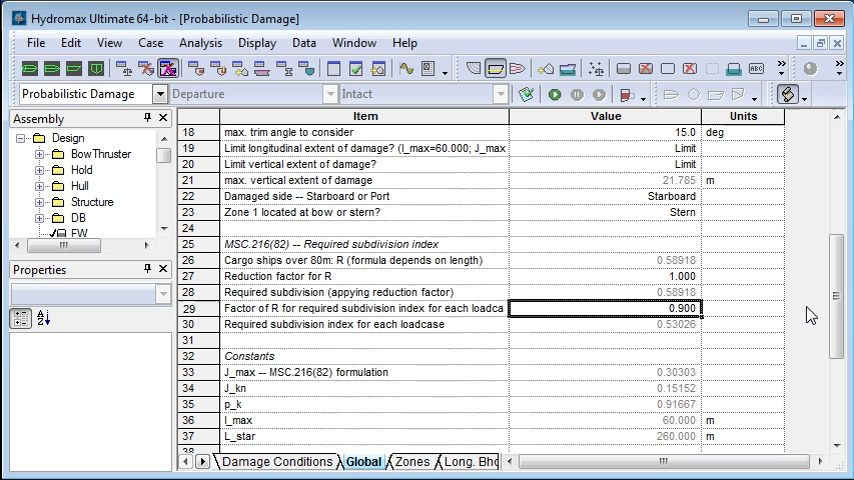 Hydromax Ultimate 64-bit - [Probabilistic Damage]
File Edit View Case Analysis Display Data Window Help
Probabilistic Damage Departure Intact
Assembly
Design
BowThruster
Hold
Hull
Structure
DB
FW
Properties
Item Value Units
18 max. trim angle to consider 15.0 deg
19 Limit longitudinal extent of damage? (I_max=60.000; J_max Limit
20 Limit vertical extent of damage? Limit
21 max. vertical extent of damage 21.785 m
22 Damaged side -- Starboard or Port Starboard
23 Zone 1 located at bow or stern? Stern
24
25 MSC.216(82) -- Required subdivision index
26 Cargo ships over 80m: R (formula depends on length) 0.58918
27 Reduction factor for R 1.000
28 Required subdivision (appying reduction factor) 0.58918
29 Factor of R for required subdivision index for each loadca 0.900
30 Required subdivision index for each loadcase 0.53026
31
32 Constants
33 J_max -- MSC.216(82) formulation 0.30303
34 J_kn 0.15152
35 p_k 0.91667
36 I_max 60.000 m
37 L_star 260.000 m
38
Damage Conditions Global Zones Long. Bhd